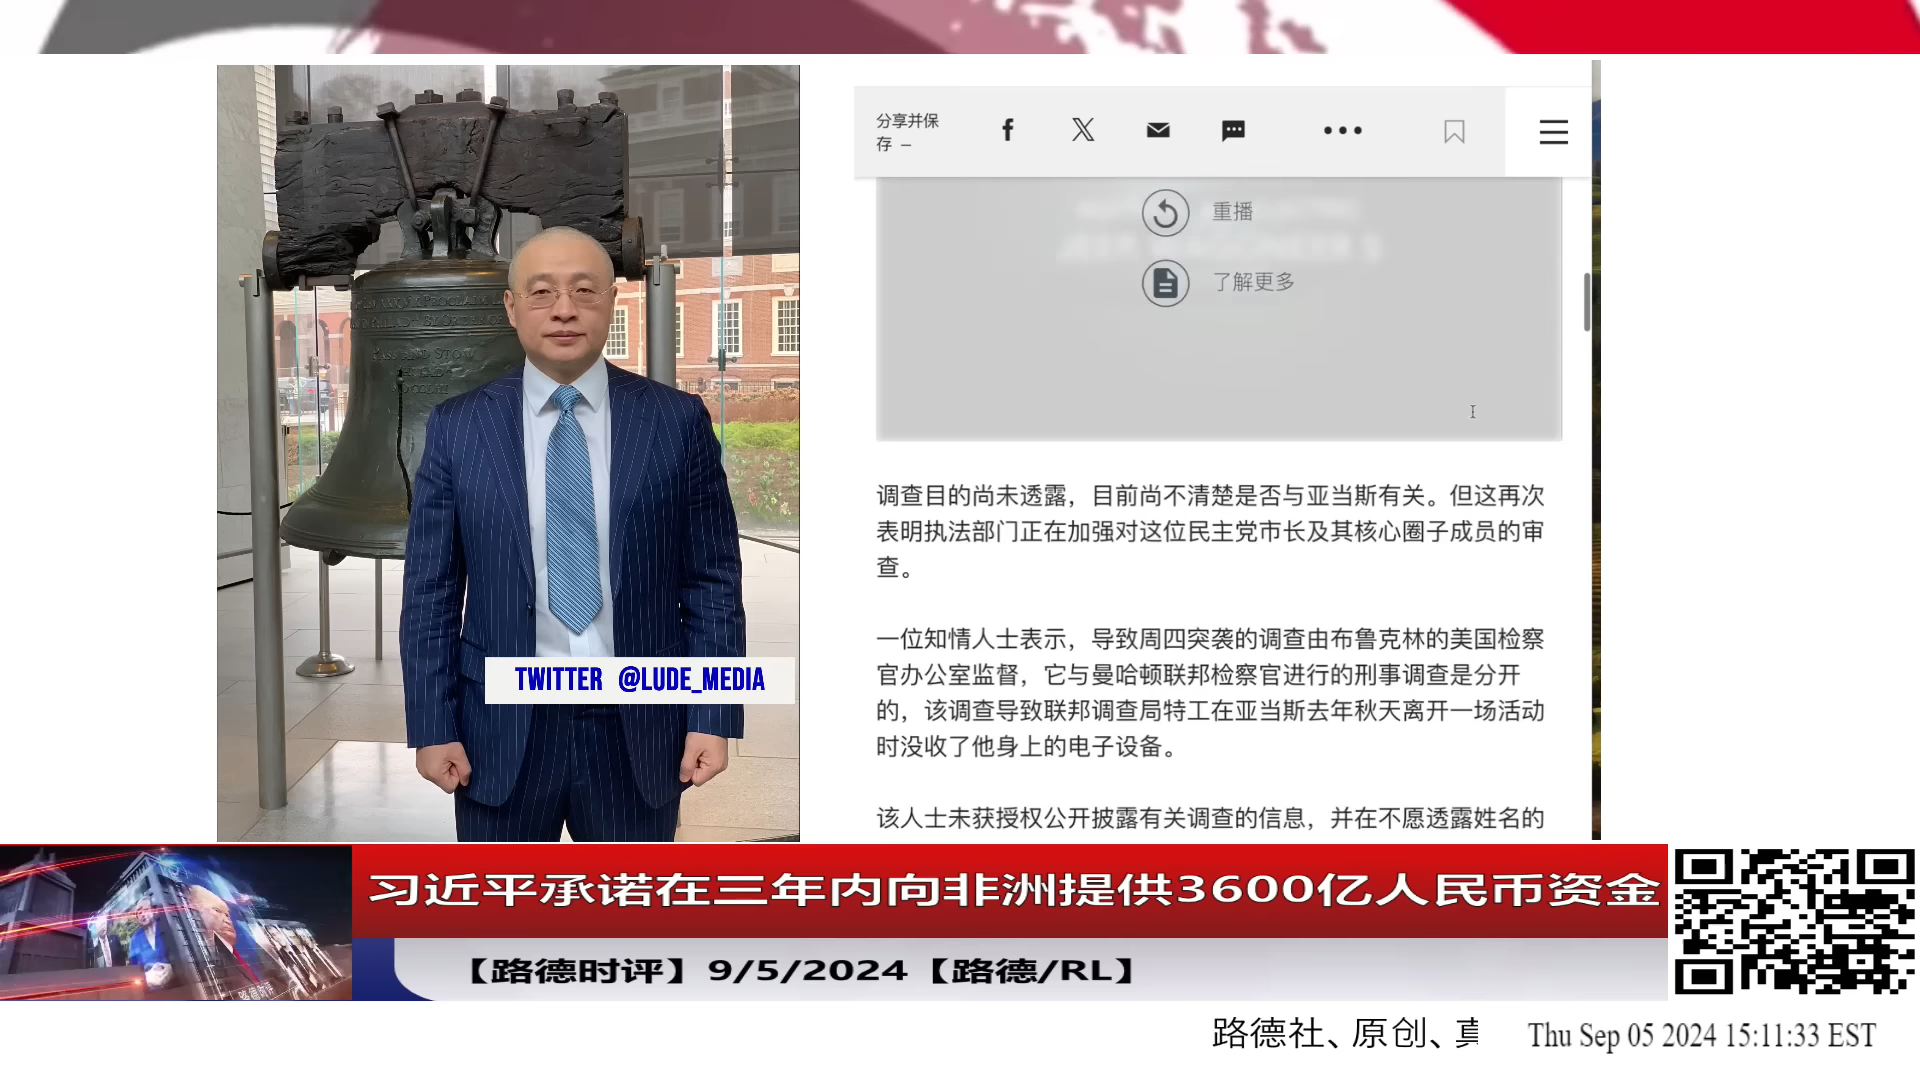 分享并保
存 –
重播
了解更多
调查目的尚未透露，目前尚不清楚是否与亚当斯有关。但这再次
表明执法部门正在加强对这位民主党市长及其核心圈子成员的审
查。
一位知情人士表示，导致周四突袭的调查由布鲁克林的美国检察
官办公室监督，它与曼哈顿联邦检察官进行的刑事调查是分开
的，该调查导致联邦调查局特工在亚当斯去年秋天离开一场活动
时没收了他身上的电子设备。
该人士未获授权公开披露有关调查的信息，并在不愿透露姓名的
PASS AND STOW
TWITTER @LUDE_MEDIA
习近平承诺在三年内向非洲提供3600亿人民币资金
【路德时评】9/5/2024【路德/RL】
路德社、原创、真
Thu Sep 05 2024 15:11:33 EST